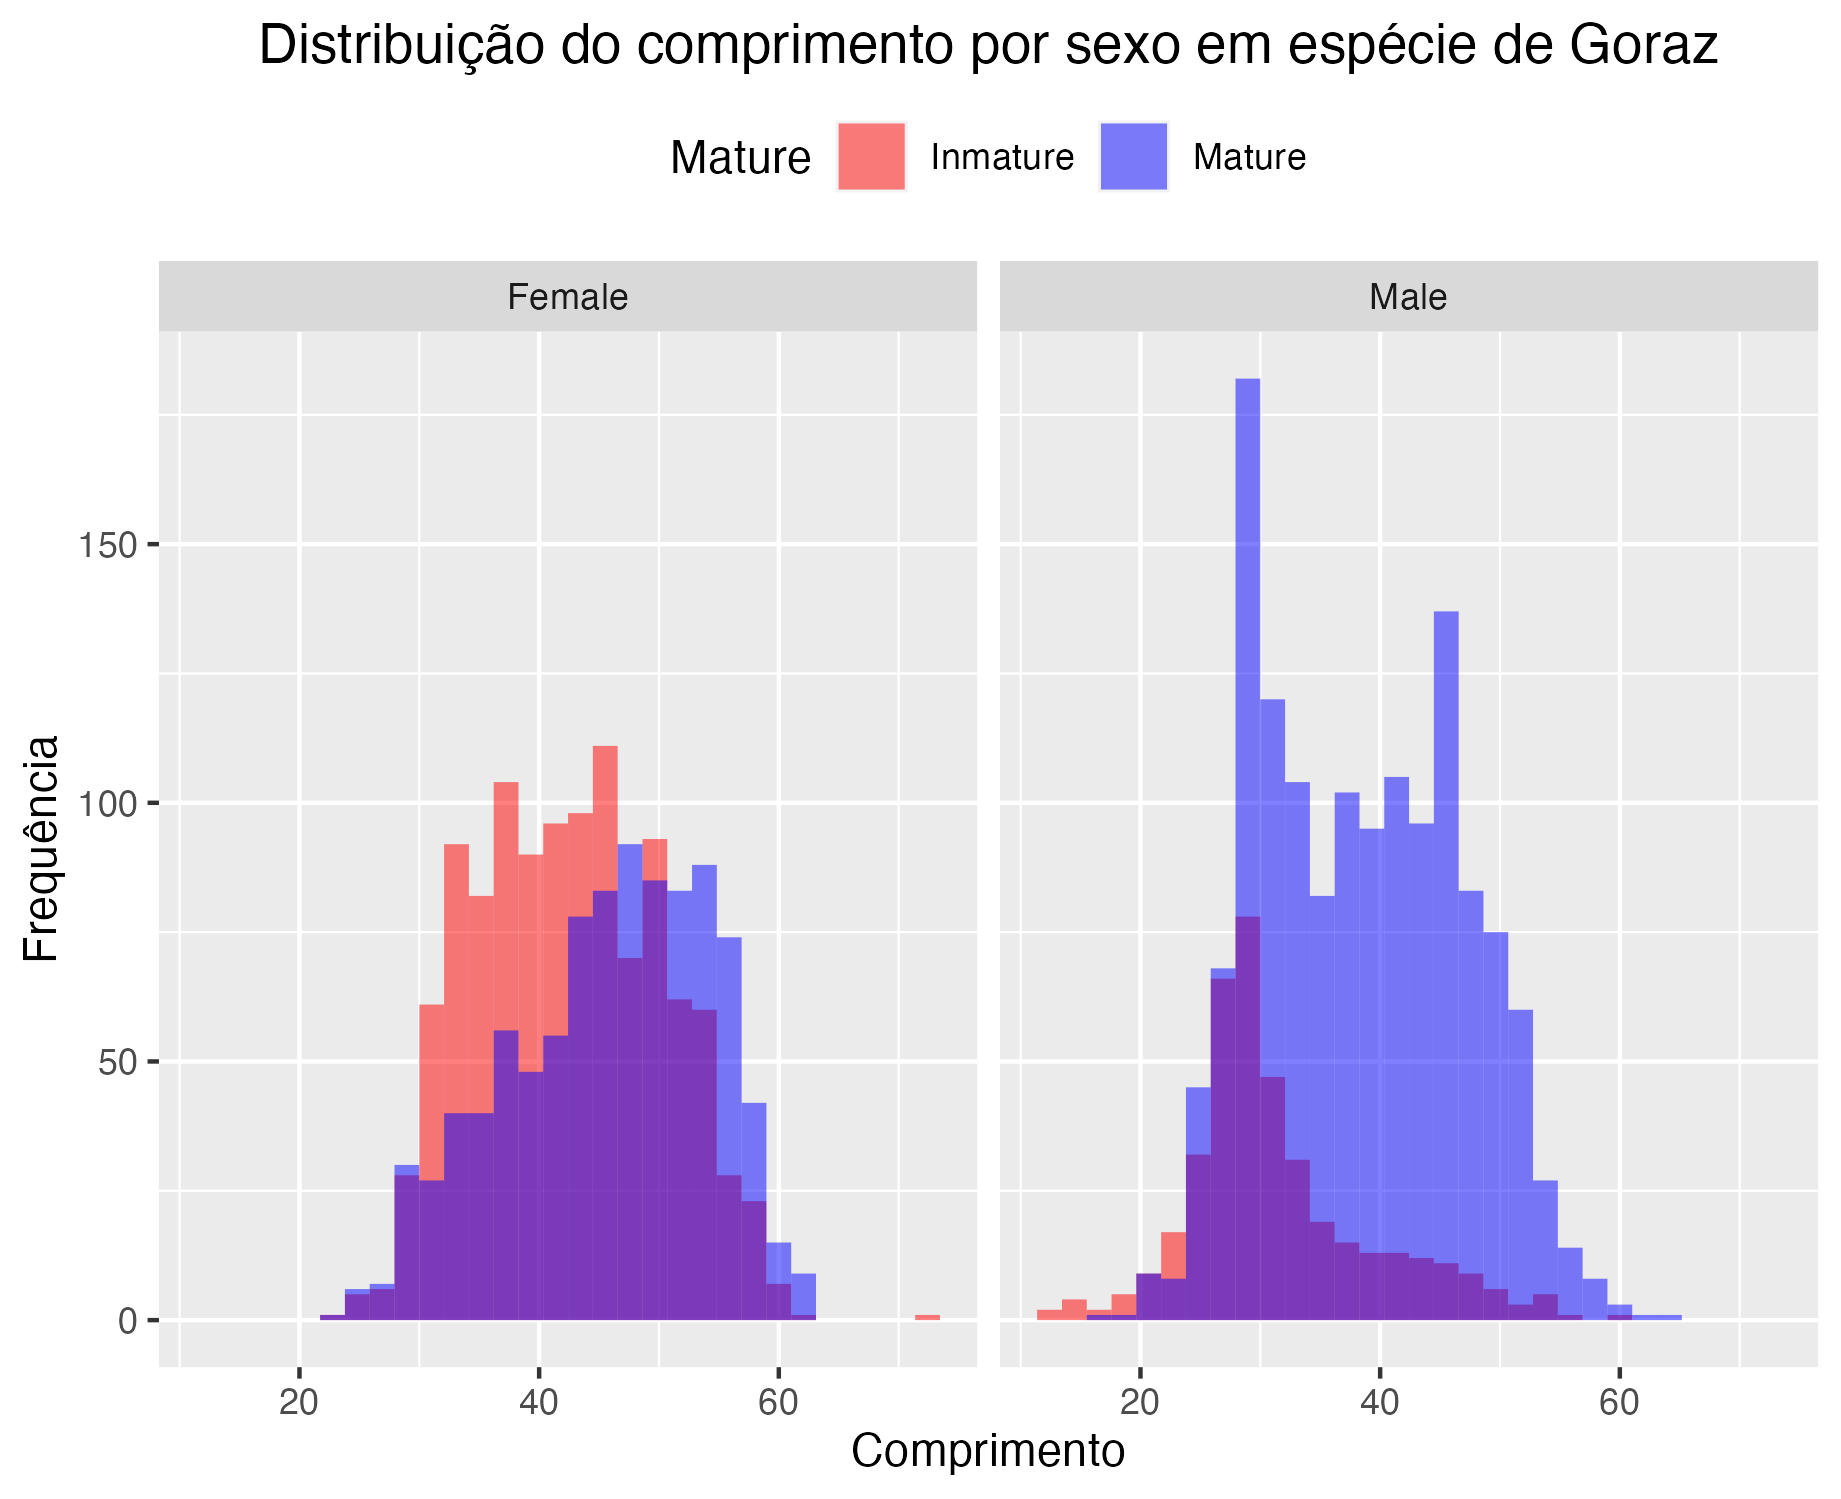 Distribuição do comprimento por sexo em espécie de Goraz
Mature Inmature Mature
Female Male
150
100
50
0
Frequência
20 40 60 20 40 60
Comprimento